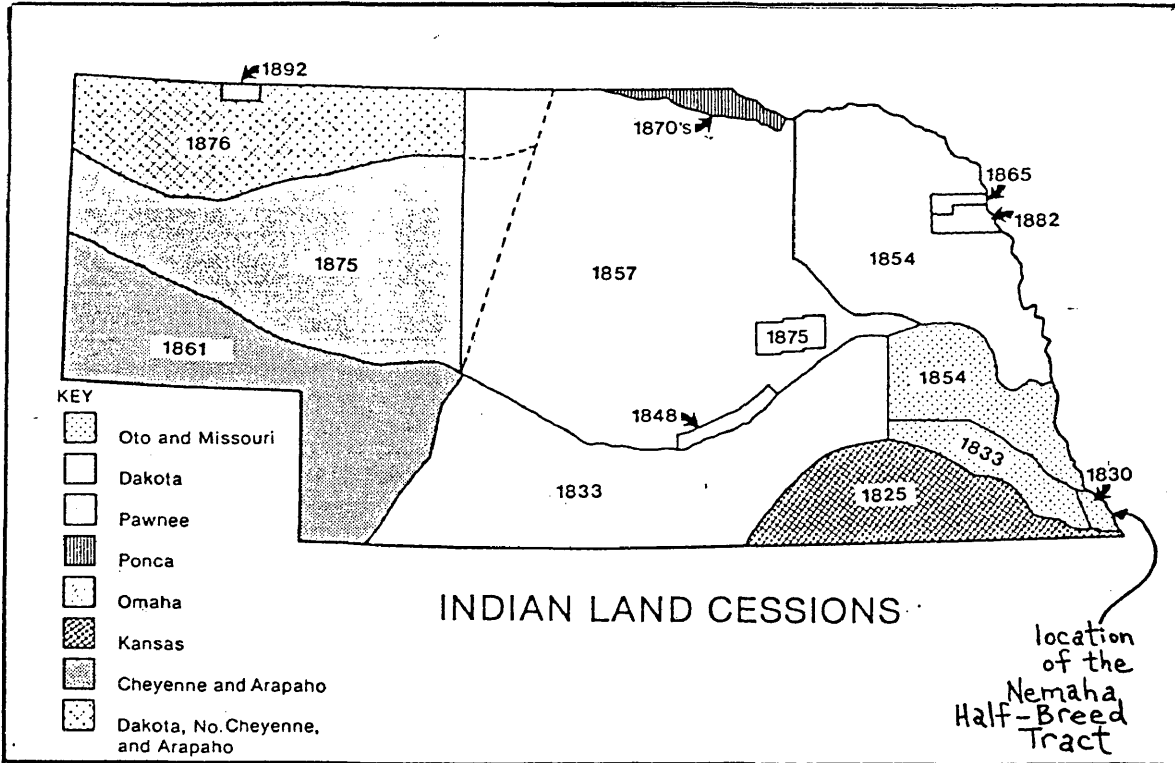 1892
1876
1870's
1865
1882
1854
1875
1857
1875
1861
1854
1848
1833
1830
1833
1825
KEY
Oto and Missouri
Dakota
Pawnee
Ponca
Omaha
Kansas
Cheyenne and Arapaho
Dakota, No. Cheyenne,
and Arapaho
INDIAN LAND CESSIONS
location
of the
Nemaha
Half-Breed
Tract